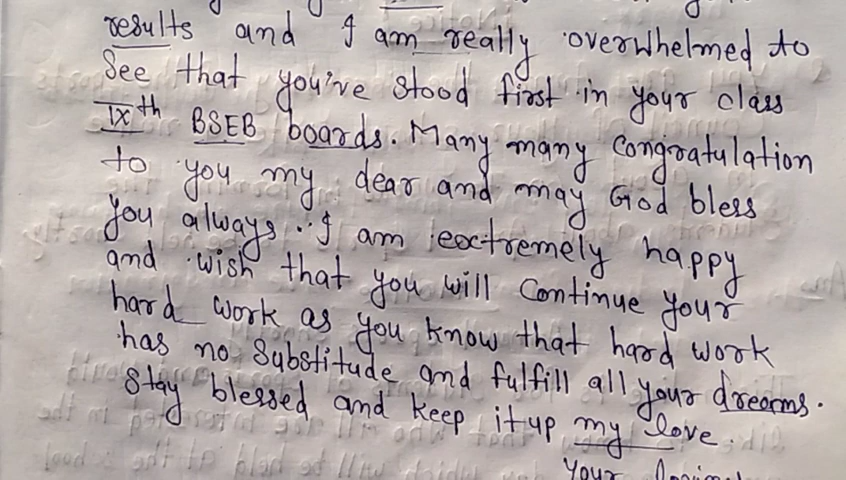 results and I am really overwhelmed to
See that you've stood first in your class
IXth BSEB boards. Many many Congratulation
to you my dear and may God bless
you always. I am extremely happy
and wish that you will Continue your
hard work as you know that hard work
has no Substitude and fulfill all your dreams.
Stay blessed and keep it up my love.
Your